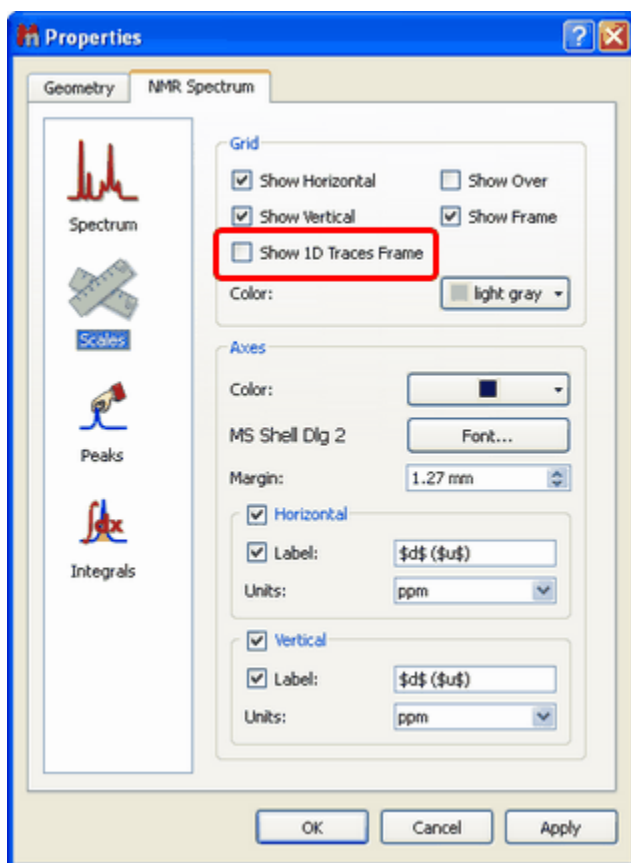 Properties
Geometry NMR Spectrum
Spectrum
Scales
Peaks
Integrals
Grid
Show Horizontal Show Over
Show Vertical Show Frame
Show 1D Traces Frame
Color: light gray
Axes
Color:
MS Shell Dlg 2 Font...
Margin: 1.27 mm
Horizontal
Label: $d$ ($u$)
Units: ppm
Vertical
Label: $d$ ($u$)
Units: ppm
OK Cancel Apply